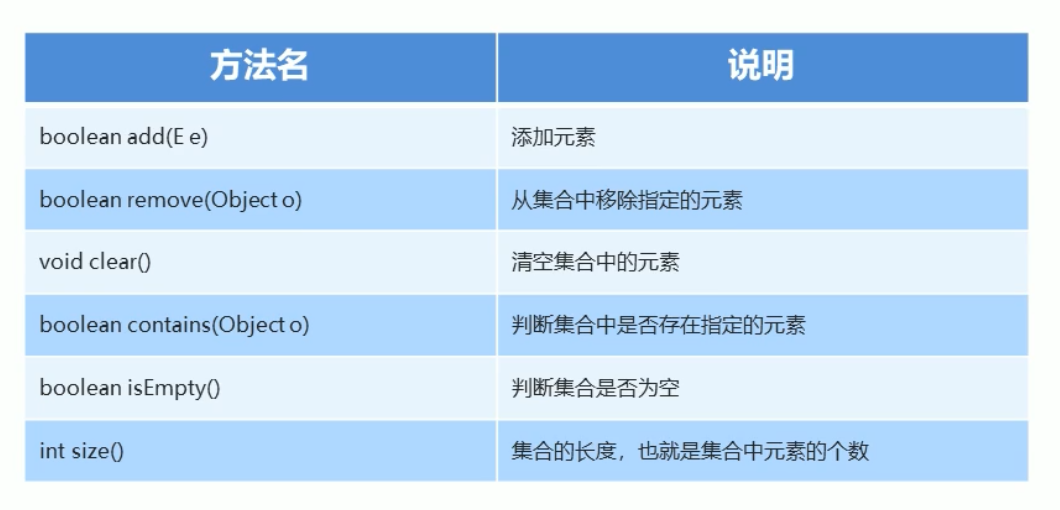 方法名 说明
boolean add(E e) 添加元素
boolean remove(Object o) 从集合中移除指定的元素
void clear() 清空集合中的元素
boolean contains(Object o) 判断集合中是否存在指定的元素
boolean isEmpty() 判断集合是否为空
int size() 集合的长度，也就是集合中元素的个数